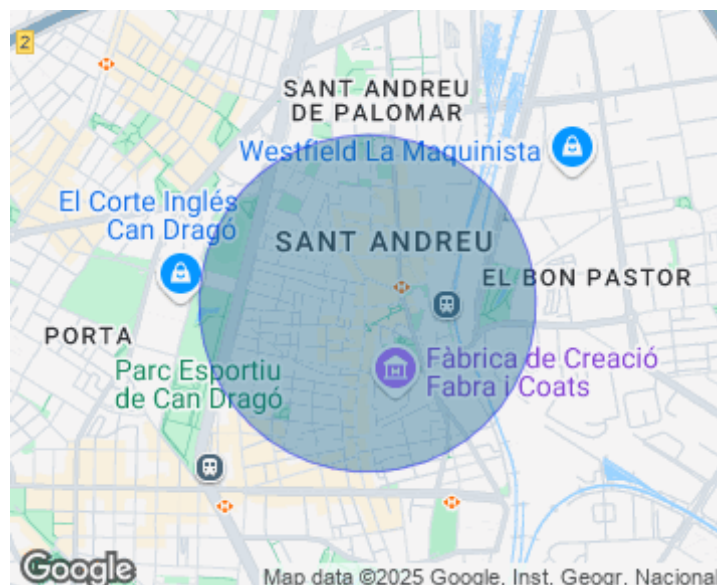 2
SANT ANDREU
DE PALOMAR
Westfield La Maquinista
El Corte Inglés
Can Dragó
SANT ANDREU
EL BON PASTOR
PORTA
Parc Esportiu
de Can Dragó
Fàbrica de Creació
Fabra i Coats
Google
Map data ©2025 Google, Inst. Geogr. Nacional